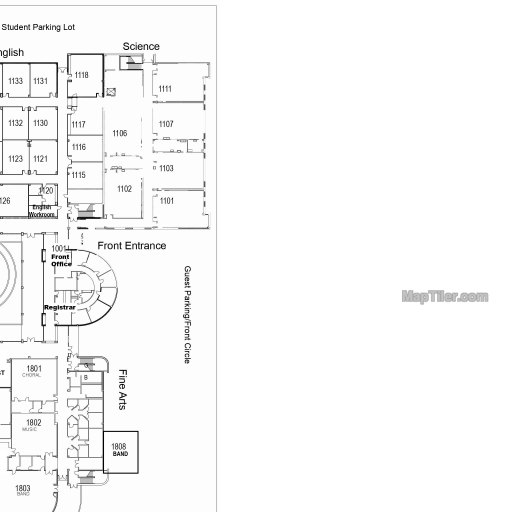 Student Parking Lot
Science
nglish
1133 1131
1118
1111
1132 1130
1117
1106
1107
1123 1121
1116
1103
1115
1102
1101
126
1120
English
Workroom
Front Entrance
1001
Front
Office
Guest Parking/Front Circle
MapTiler.com
Registrar
1801
CHORAL
ST
B
Fine Arts
1802
MUSIC
1808
BAND
1803
BAND